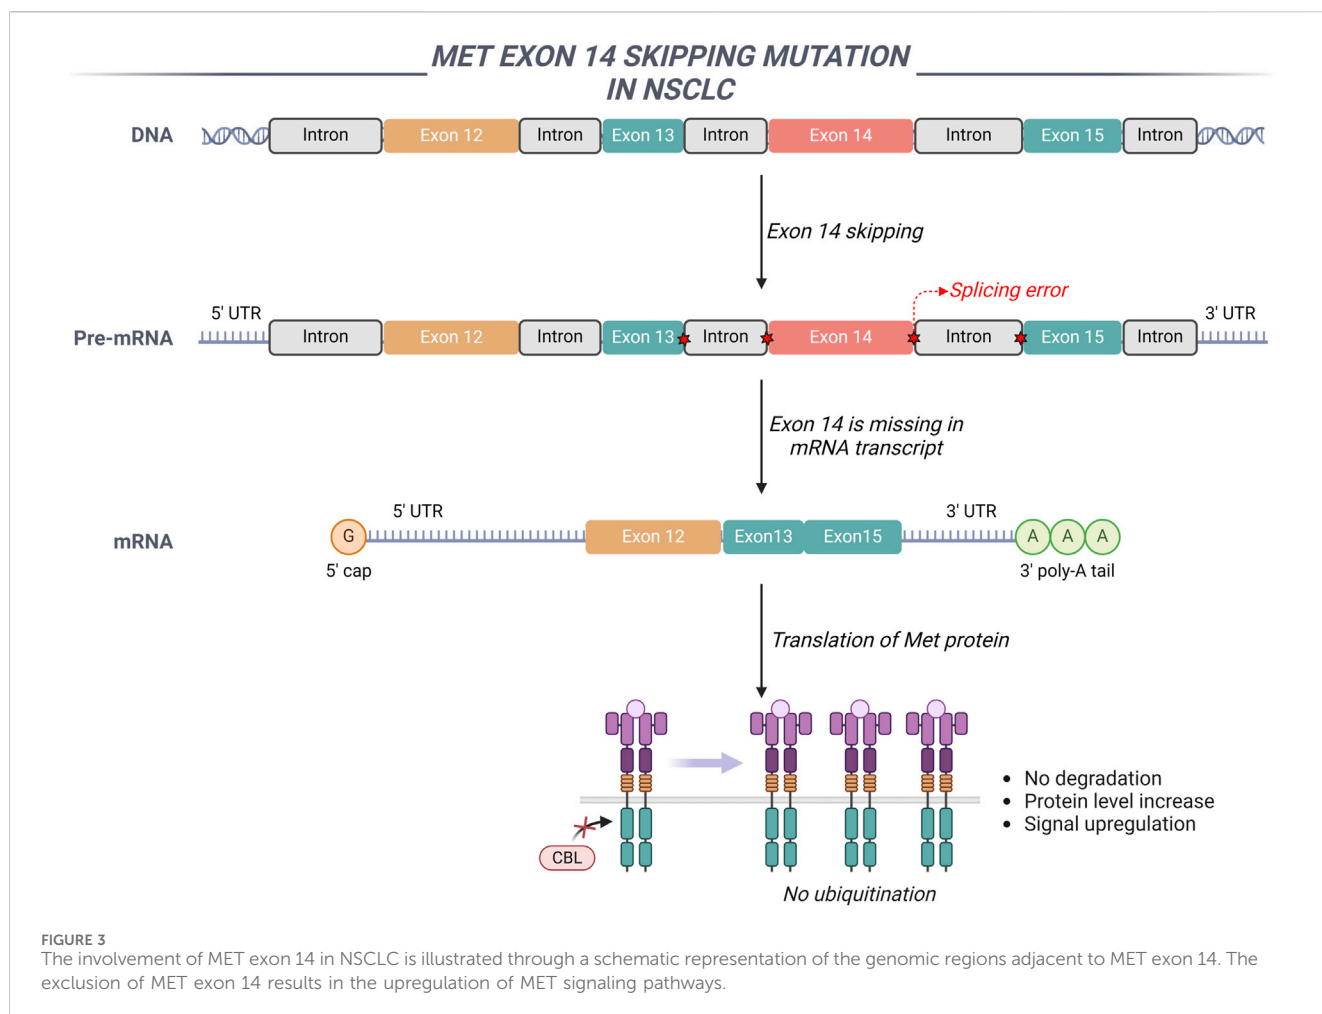 MET EXON 14 SKIPPING MUTATION
IN NSCLC
DNA
Intron Exon 12 Intron Exon 13 Intron Exon 14 Intron Exon 15 Intron
Exon 14 skipping
Splicing error
5' UTR
3' UTR
Pre-mRNA
Intron Exon 12 Intron Exon 13 Intron Exon 14 Intron Exon 15 Intron
Exon 14 is missing in
mRNA transcript
5' UTR
3' UTR
mRNA
G Exon 12 Exon13 Exon15 A A A
5' cap
3' poly-A tail
Translation of Met protein
• No degradation
• Protein level increase
• Signal upregulation
CBL
No ubiquitination
FIGURE 3
The involvement of MET exon 14 in NSCLC is illustrated through a schematic representation of the genomic regions adjacent to MET exon 14. The
exclusion of MET exon 14 results in the upregulation of MET signaling pathways.